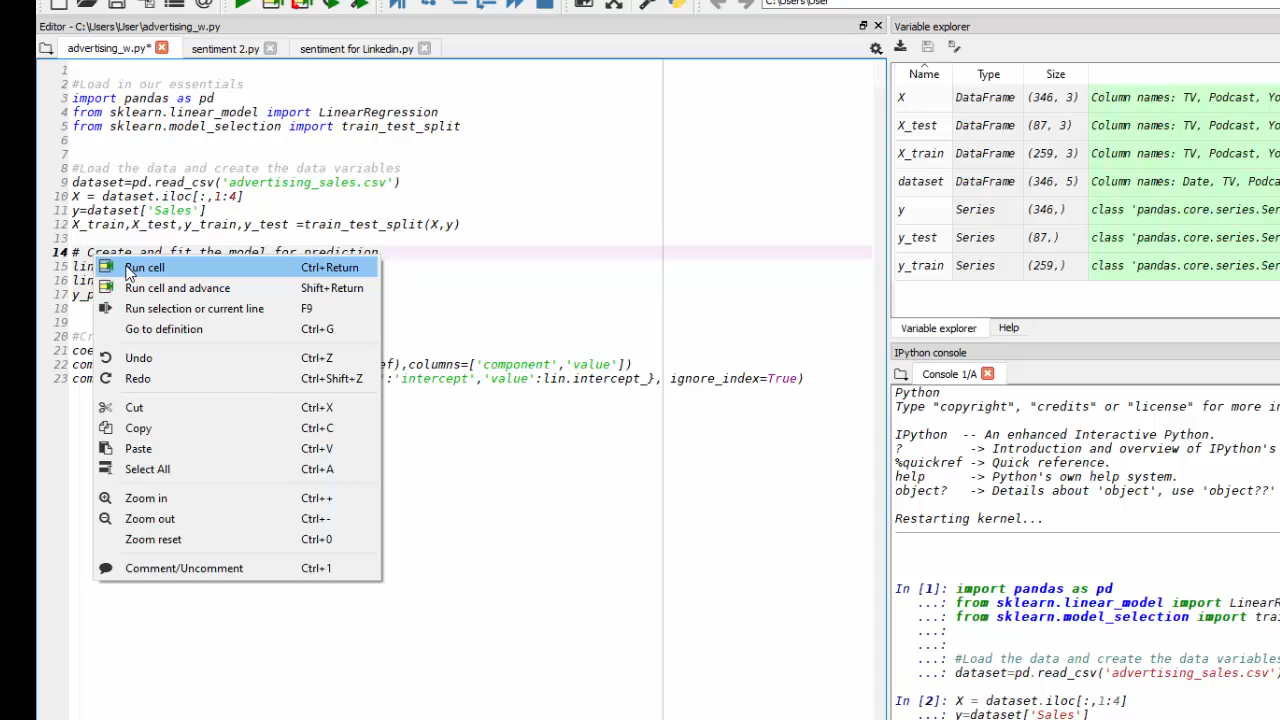 C:\Users\User
Editor - C:\Users\User\advertising_w.py
advertising_w.py*
sentiment 2.py
sentiment for Linkedin.py
1
2 #Load in our essentials
3 import pandas as pd
4 from sklearn.linear_model import LinearRegression
5 from sklearn.model_selection import train_test_split
6
7
8 #Load the data and create the data variables
9 dataset=pd.read_csv('advertising_sales.csv')
10 X = dataset.iloc[:,1:4]
11 y=dataset['Sales']
12 X_train,X_test,y_train,y_test =train_test_split(X,y)
13
14 # Create and fit the model for prediction
15 lin
16 lin
17 y_p
18
19
20 #Cr
21 coe
22 com ef),columns=['component','value'])
23 com :'intercept','value':lin.intercept_}, ignore_index=True)
Run cell Ctrl+Return
Run cell and advance Shift+Return
Run selection or current line F9
Go to definition Ctrl+G
Undo Ctrl+Z
Redo Ctrl+Shift+Z
Cut Ctrl+X
Copy Ctrl+C
Paste Ctrl+V
Select All Ctrl+A
Zoom in Ctrl++
Zoom out Ctrl+-
Zoom reset Ctrl+0
Comment/Uncomment Ctrl+1
Variable explorer
Name Type Size
X DataFrame (346, 3) Column names: TV, Podcast, Yo
X_test DataFrame (87, 3) Column names: TV, Podcast, Yo
X_train DataFrame (259, 3) Column names: TV, Podcast, Yo
dataset DataFrame (346, 5) Column names: Date, TV, Podca
y Series (346,) class 'pandas.core.series.Ser
y_test Series (87,) class 'pandas.core.series.Ser
y_train Series (259,) class 'pandas.core.series.Ser
Variable explorer Help
IPython console
Console 1/A
Python
Type "copyright", "credits" or "license" for more in
IPython -- An enhanced Interactive Python.
? -> Introduction and overview of IPython's
%quickref -> Quick reference.
help -> Python's own help system.
object? -> Details about 'object', use 'object??'
Restarting kernel...
In [1]: import pandas as pd
...: from sklearn.linear_model import LinearR
...: from sklearn.model_selection import trai
...:
...:
...: #Load the data and create the data variables
...: dataset=pd.read_csv('advertising_sales.csv')
In [2]: X = dataset.iloc[:,1:4]
...: y=dataset['Sales']